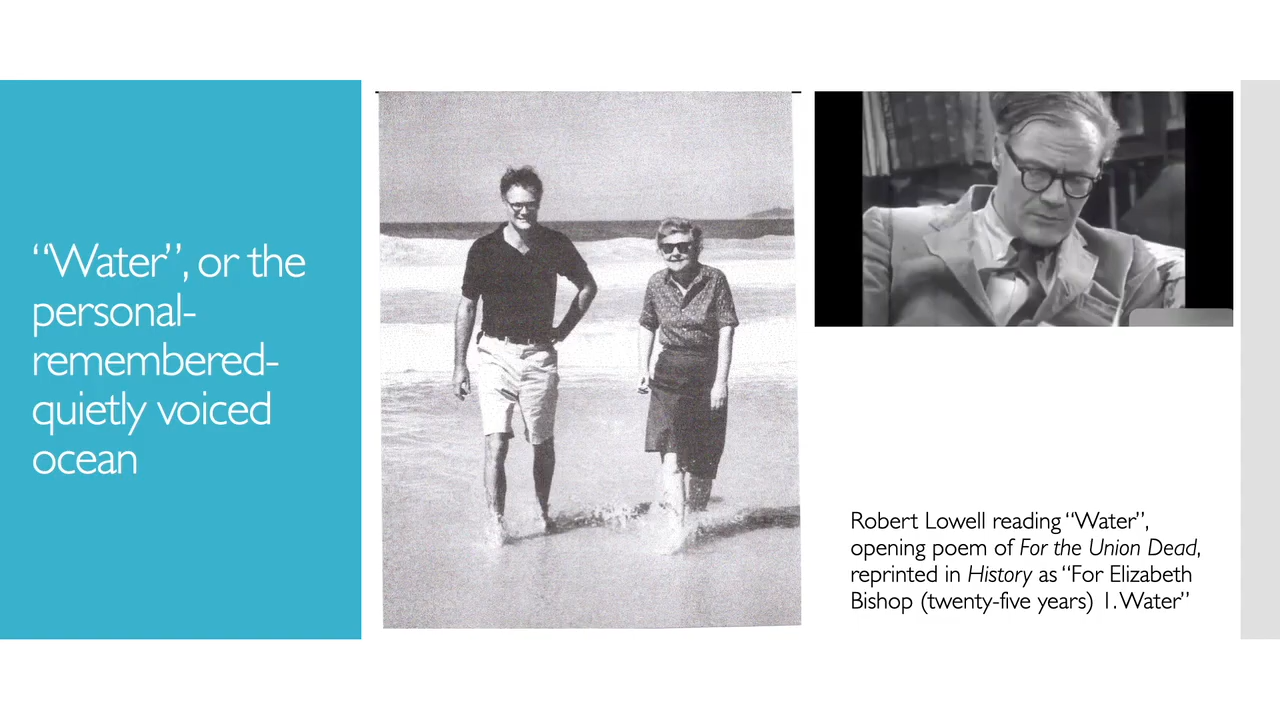 “Water”, or the
personal-
remembered-
quietly voiced
ocean
Robert Lowell reading “Water”,
opening poem of For the Union Dead,
reprinted in History as “For Elizabeth
Bishop (twenty-five years) 1. Water”